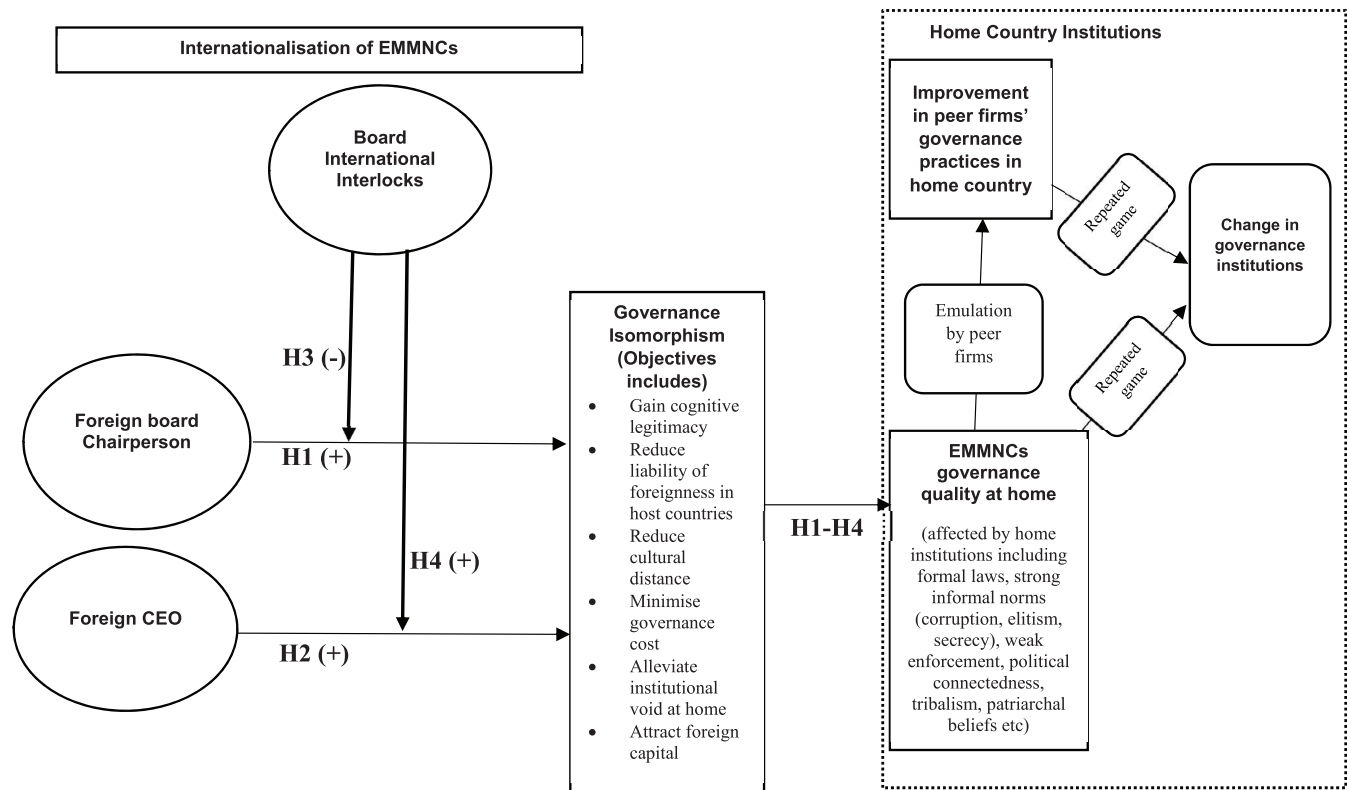 Internationalisation of EMMNCs
Board
International
Interlocks
H3 (-)
Foreign board
Chairperson
H1 (+)
H4 (+)
Foreign CEO
H2 (+)
Governance
Isomorphism
(Objectives
includes)
• Gain cognitive
legitimacy
• Reduce
liability of
foreignness in
host countries
• Reduce
cultural
distance
• Minimise
governance
cost
• Alleviate
institutional
void at home
• Attract foreign
capital
H1-H4
Home Country Institutions
Improvement
in peer firms’
governance
practices in
home country
Repeated
game
Change in
governance
institutions
Emulation
by peer
firms
Repeated
game
EMMNCs
governance
quality at home
(affected by home
institutions including
formal laws, strong
informal norms
(corruption, elitism,
secrecy), weak
enforcement, political
connectedness,
tribalism, patriarchal
beliefs etc)